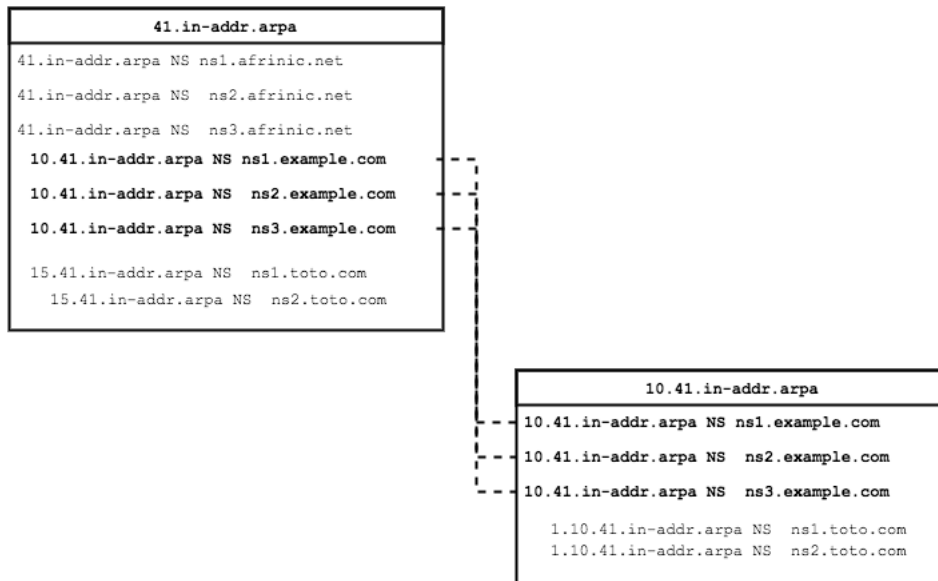 41.in-addr.arpa
41.in-addr.arpa NS ns1.afrinic.net
41.in-addr.arpa NS ns2.afrinic.net
41.in-addr.arpa NS ns3.afrinic.net
10.41.in-addr.arpa NS ns1.example.com
10.41.in-addr.arpa NS ns2.example.com
10.41.in-addr.arpa NS ns3.example.com
15.41.in-addr.arpa NS ns1.toto.com
15.41.in-addr.arpa NS ns2.toto.com
10.41.in-addr.arpa
10.41.in-addr.arpa NS ns1.example.com
10.41.in-addr.arpa NS ns2.example.com
10.41.in-addr.arpa NS ns3.example.com
1.10.41.in-addr.arpa NS ns1.toto.com
1.10.41.in-addr.arpa NS ns2.toto.com